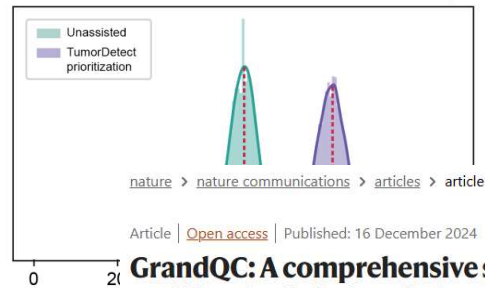 Unassisted
TumorDetect
prioritization
nature > nature communications > articles > article
Article | Open access | Published: 16 December 2024
0
GrandQC: A comprehensive